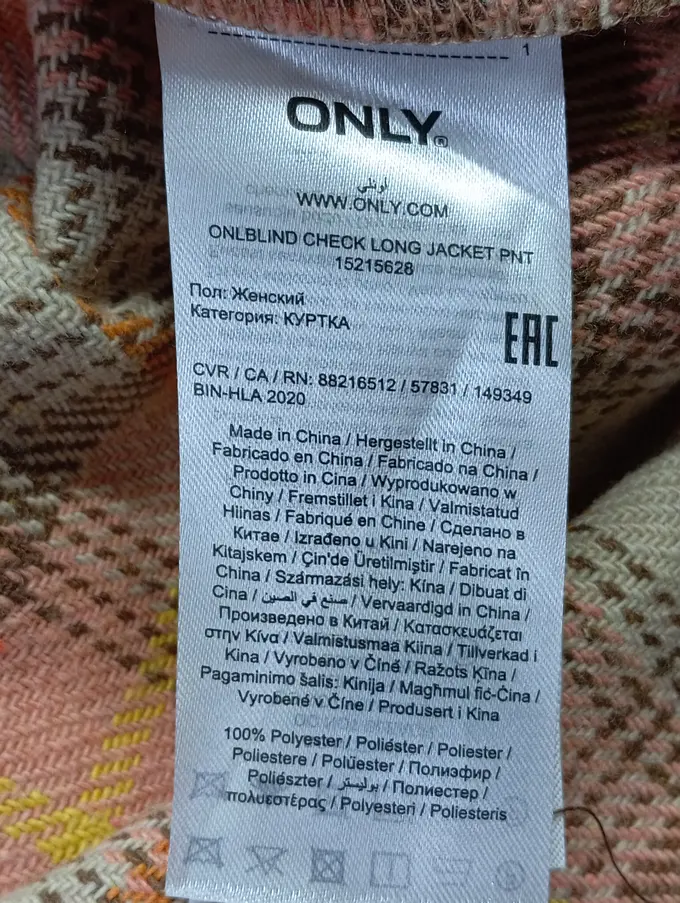 1
ONLY®
أونلي
WWW.ONLY.COM
ONLBLIND CHECK LONG JACKET PNT
15215628
Пол: Женский
Категория: КУРТКА
EAC
CVR / CA / RN: 88216512 / 57831 / 149349
BIN-HLA 2020
Made in China / Hergestellt in China /
Fabricado en China / Fabricado na China /
Prodotto in Cina / Wyprodukowano w
Chiny / Fremstillet i Kina / Valmistatud
Hiinas / Fabriqué en Chine / Сделано в
Китае / Izrađeno u Kini / Narejeno na
Kitajskem / Çin'de Üretilmiştir / Fabricat în
China / Származási hely: Kína / Dibuat di
Cina / صنع في الصين / Vervaardigd in China /
Произведено в Китай / Κατασκευάζεται
στην Κίνα / Valmistusmaa Kiina / Tillverkad i
Kina / Vyrobeno v Číně / Ražots Ķīna /
Pagaminimo šalis: Kinija / Magħmul fiċ-Ċina /
Vyrobené v Číne / Produsert i Kina
100% Polyester / Poliéster / Poliester /
Poliestere / Polüester / Полиэфир /
Poliészter / بوليستر / Полиестер /
πολυεστέρας / Polyesteri / Poliesteris